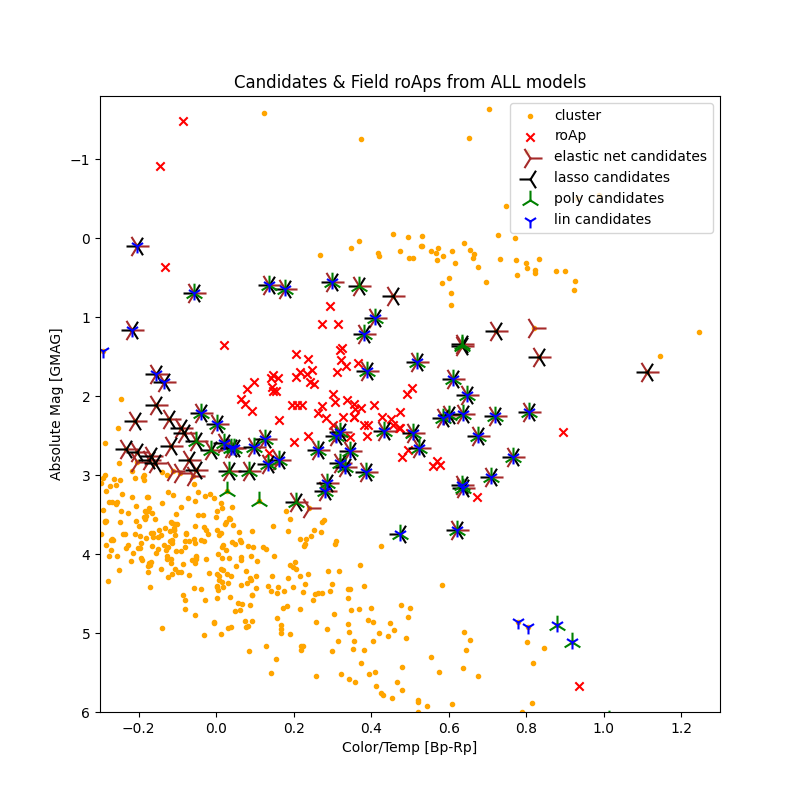 Candidates & Field roAps from ALL models
cluster
roAp
elastic net candidates
lasso candidates
poly candidates
lin candidates
Absolute Mag [GMAG]
−1
0
1
2
3
4
5
6
−0.2 0.0 0.2 0.4 0.6 0.8 1.0 1.2
Color/Temp [Bp-Rp]